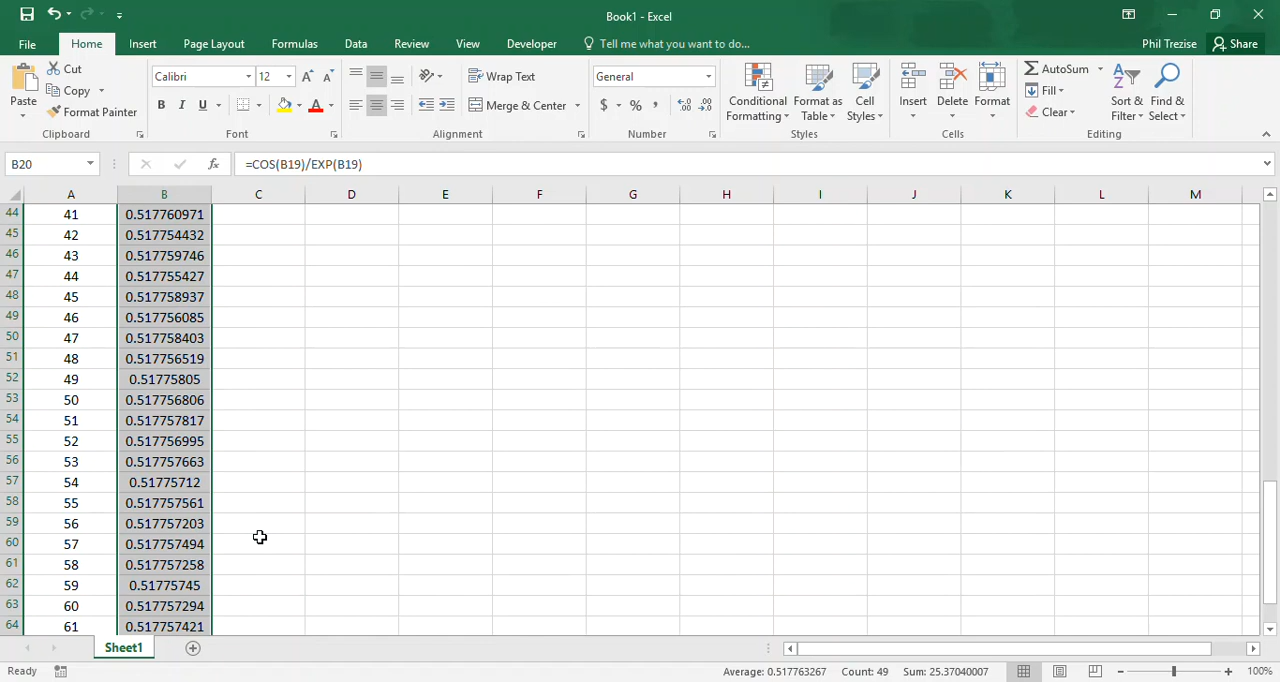 Book1 - Excel
File Home Insert Page Layout Formulas Data Review View Developer Tell me what you want to do... Phil Trezise Share
Paste Cut Copy Format Painter Clipboard
Calibri 12 A A B I U A Font
Wrap Text Merge & Center Alignment
General $ % , Number
Conditional Formatting Format as Table Cell Styles Styles
Insert Delete Format Cells
AutoSum Fill Clear Sort & Filter Find & Select Editing
B20 fx =COS(B19)/EXP(B19)
A B C D E F G H I J K L M
44 41 0.517760971
45 42 0.517754432
46 43 0.517759746
47 44 0.517755427
48 45 0.517758937
49 46 0.517756085
50 47 0.517758403
51 48 0.517756519
52 49 0.51775805
53 50 0.517756806
54 51 0.517757817
55 52 0.517756995
56 53 0.517757663
57 54 0.51775712
58 55 0.517757561
59 56 0.517757203
60 57 0.517757494
61 58 0.517757258
62 59 0.51775745
63 60 0.517757294
64 61 0.517757421
Sheet1
Ready Average: 0.517763267 Count: 49 Sum: 25.37040007 100%